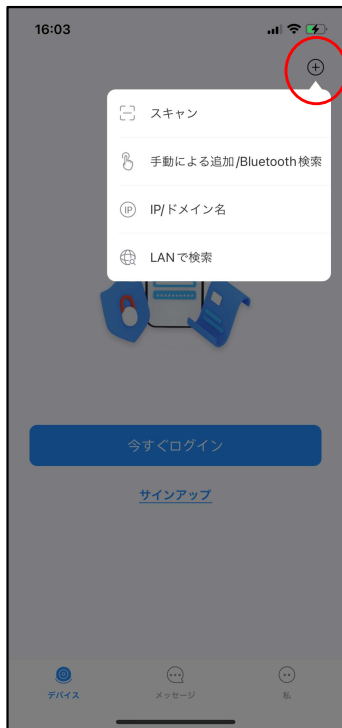 16:03
スキャン
手動による追加/Bluetooth検索
IP
IP/ドメイン名
LANで検索
今すぐログイン
サインアップ
デバイス
メッセージ
私